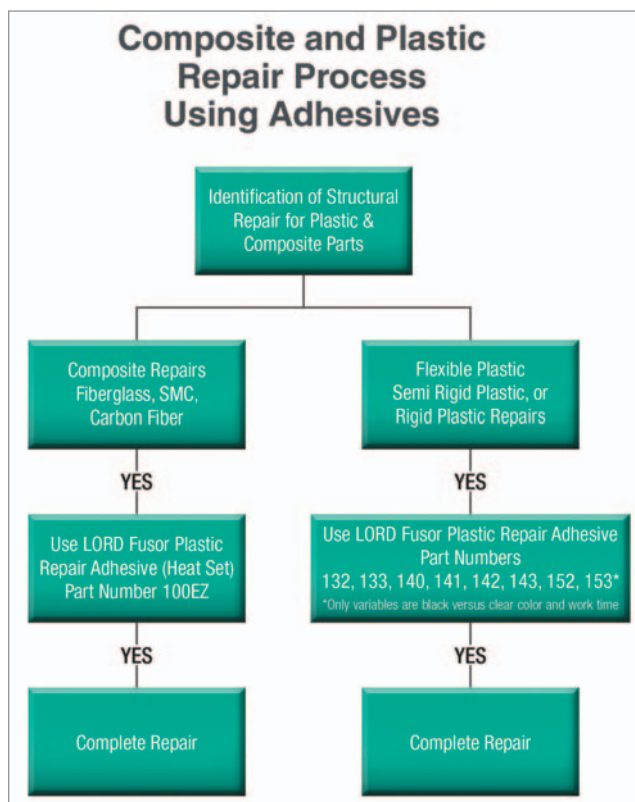 Composite and Plastic
Repair Process
Using Adhesives
Identification of Structural
Repair for Plastic &
Composite Parts
Composite Repairs
Fiberglass, SMC,
Carbon Fiber
YES
Use LORD Fusor Plastic
Repair Adhesive (Heat Set)
Part Number 100EZ
YES
Complete Repair
Flexible Plastic
Semi Rigid Plastic, or
Rigid Plastic Repairs
YES
Use LORD Fusor Plastic Repair Adhesive
Part Numbers
132, 133, 140, 141, 142, 143, 152, 153*
*Only variables are black versus clear color and work time
YES
Complete Repair